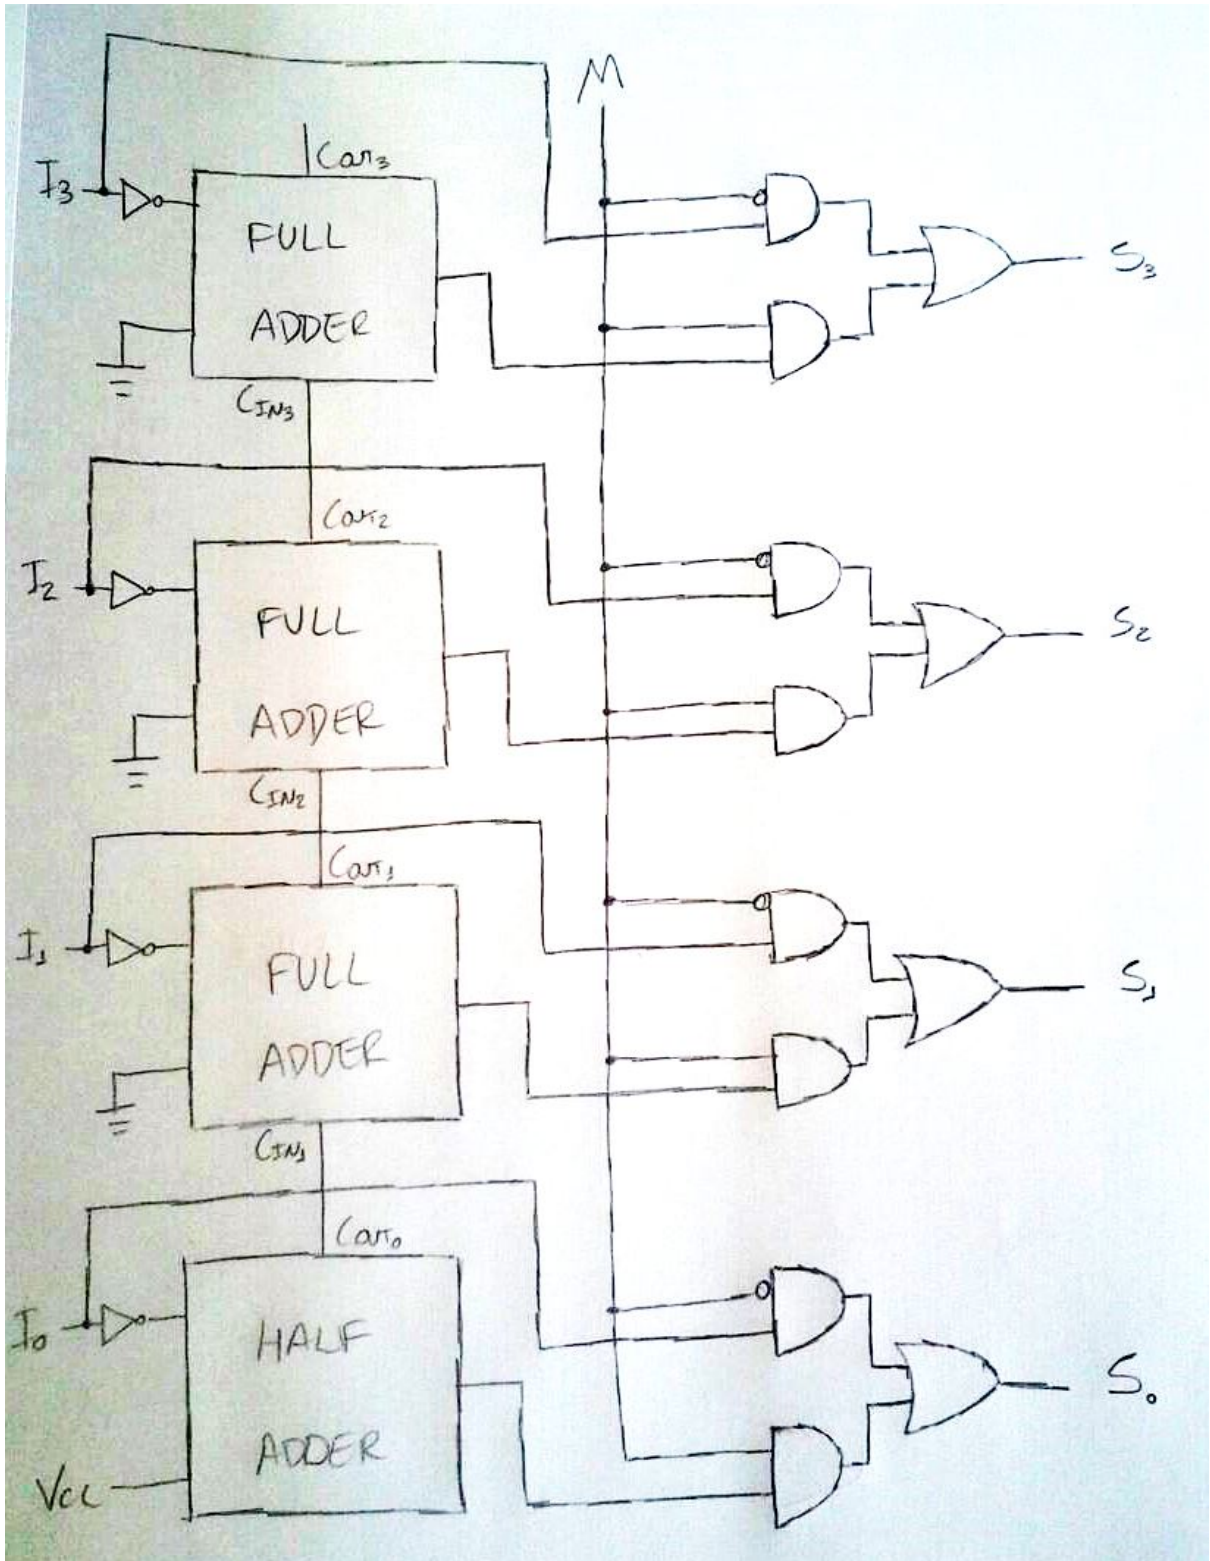 M
Cout₃
I₃
FULL
ADDER
S₃
CIN₃
Cout₂
I₂
FULL
ADDER
S₂
CIN₂
Cout₁
I₁
FULL
ADDER
S₁
CIN₁
Cout₀
I₀
HALF
ADDER
S₀
Vcc